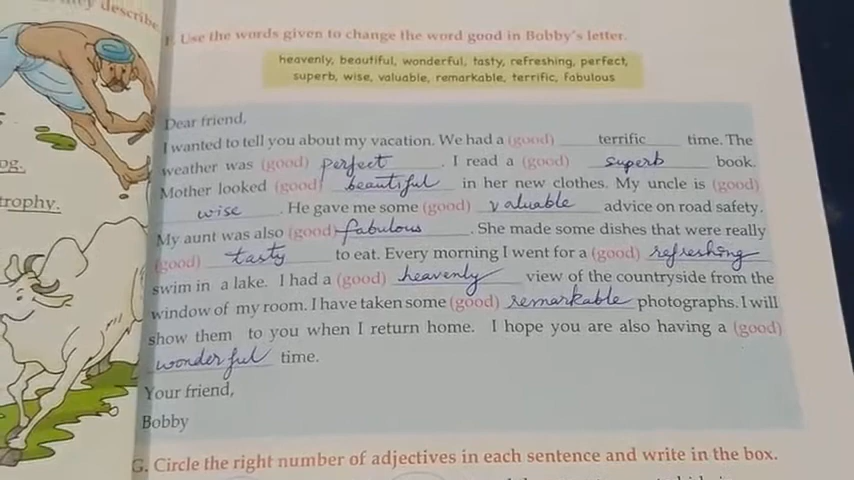 they describe
F. Use the words given to change the word good in Bobby's letter.
heavenly, beautiful, wonderful, tasty, refreshing, perfect,
superb, wise, valuable, remarkable, terrific, fabulous
Dear friend,
I wanted to tell you about my vacation. We had a (good) terrific time. The
weather was (good) perfect. I read a (good) superb book.
Mother looked (good) beautiful in her new clothes. My uncle is (good)
wise. He gave me some (good) valuable advice on road safety.
My aunt was also (good) fabulous. She made some dishes that were really
(good) tasty to eat. Every morning I went for a (good) refreshing
swim in a lake. I had a (good) heavenly view of the countryside from the
window of my room. I have taken some (good) remarkable photographs. I will
show them to you when I return home. I hope you are also having a (good)
wonderful time.
Your friend,
Bobby
og.
trophy.
G. Circle the right number of adjectives in each sentence and write in the box.